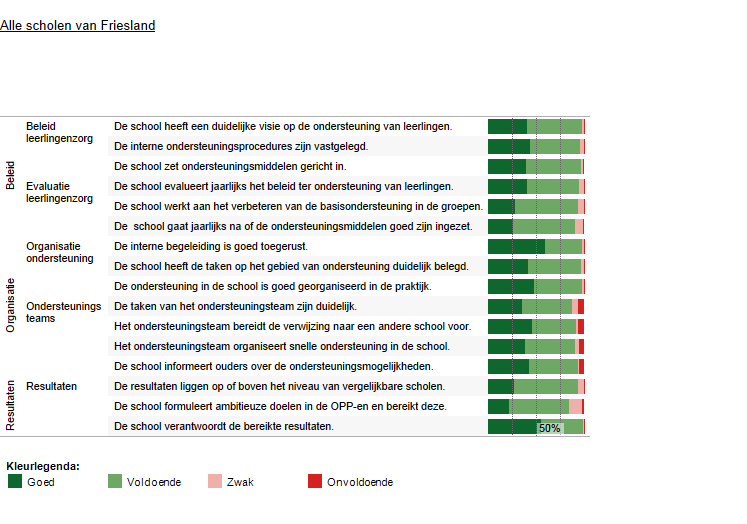 Alle scholen van Friesland
Beleid
Beleid
leerlingenzorg
De school heeft een duidelijke visie op de ondersteuning van leerlingen.
De interne ondersteuningsprocedures zijn vastgelegd.
De school zet ondersteuningsmiddelen gericht in.
Evaluatie
leerlingenzorg
De school evalueert jaarlijks het beleid ter ondersteuning van leerlingen.
De school werkt aan het verbeteren van de basisondersteuning in de groepen.
De  school gaat jaarlijks na of de ondersteuningsmiddelen goed zijn ingezet.
Organisatie
Organisatie
ondersteuning
De interne begeleiding is goed toegerust.
De school heeft de taken op het gebied van ondersteuning duidelijk belegd.
De ondersteuning in de school is goed georganiseerd in de praktijk.
Ondersteunings
teams
De taken van het ondersteuningsteam zijn duidelijk.
Het ondersteuningsteam bereidt de verwijzing naar een andere school voor.
Het ondersteuningsteam organiseert snelle ondersteuning in de school.
De school informeert ouders over de ondersteuningsmogelijkheden.
Resultaten
Resultaten
De resultaten liggen op of boven het niveau van vergelijkbare scholen.
De school formuleert ambitieuze doelen in de OPP-en en bereikt deze.
De school verantwoordt de bereikte resultaten.
50%
Kleurlegenda:
Goed
Voldoende
Zwak
Onvoldoende